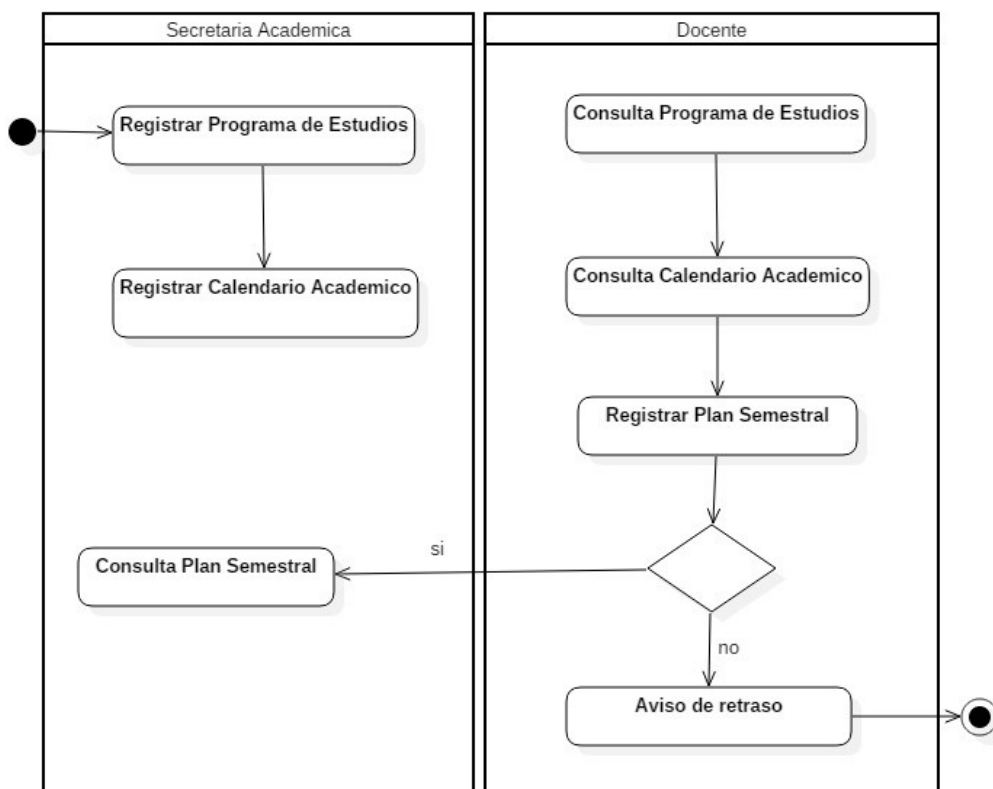 Secretaria Academica
Docente
Registrar Programa de Estudios
Consulta Programa de Estudios
Registrar Calendario Academico
Consulta Calendario Academico
Registrar Plan Semestral
si
Consulta Plan Semestral
no
Aviso de retraso